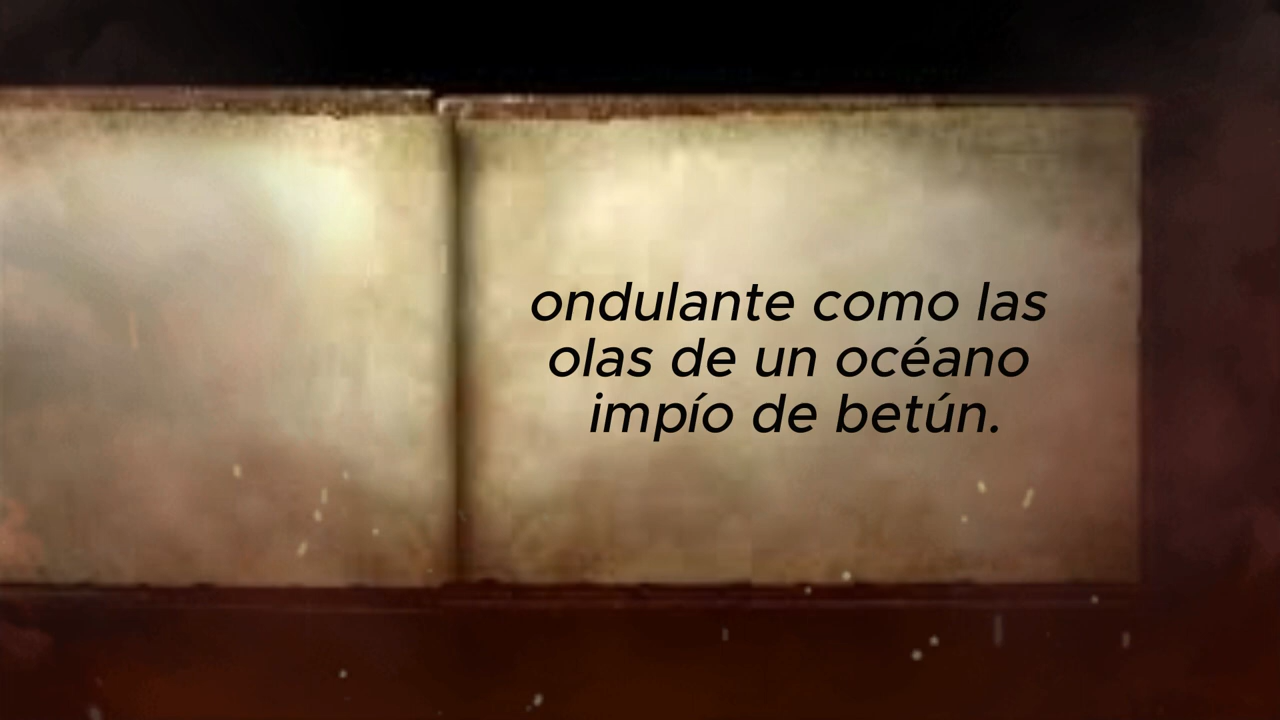 ondulante como las
olas de un océano
impío de betún.